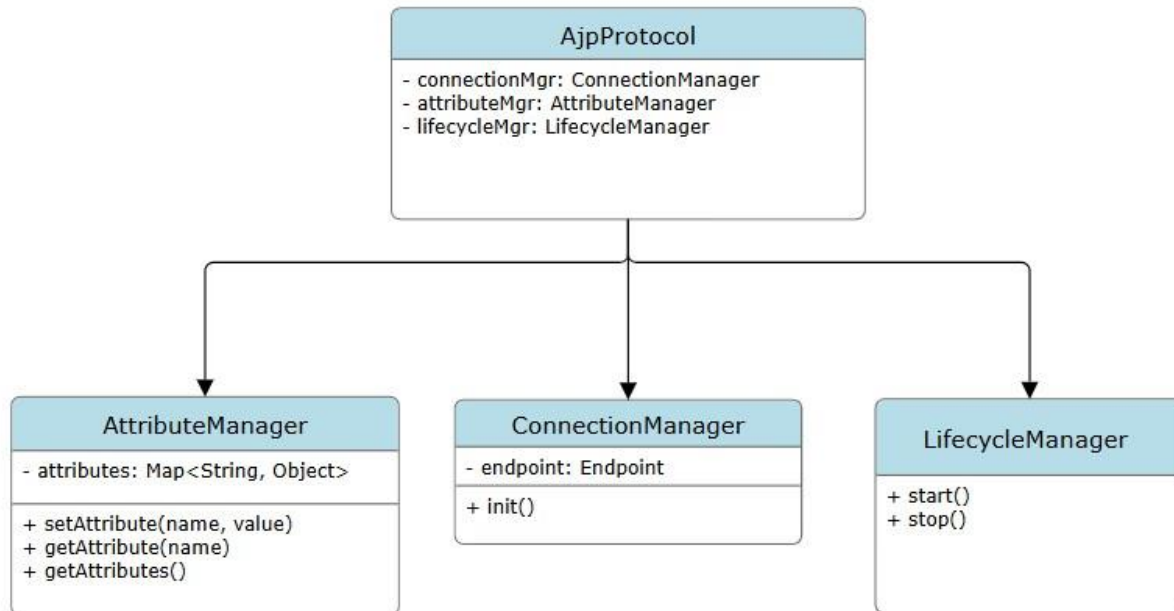 AjpProtocol
- connectionMgr: ConnectionManager
- attributeMgr: AttributeManager
- lifecycleMgr: LifecycleManager
AttributeManager
- attributes: Map<String, Object>
+ setAttribute(name, value)
+ getAttribute(name)
+ getAttributes()
ConnectionManager
- endpoint: Endpoint
+ init()
LifecycleManager
+ start()
+ stop()